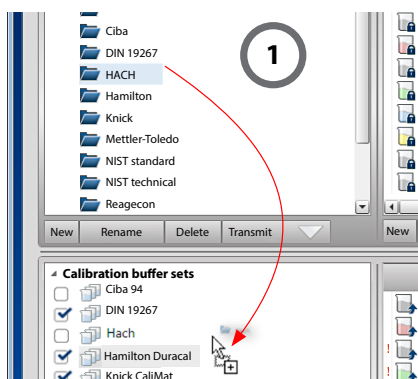 Ciba
DIN 19267
1
HACH
Hamilton
Knick
Mettler-Toledo
NIST standard
NIST technical
Reagecon
New Rename Delete Transmit New
Calibration buffer sets
Ciba 94
DIN 19267
Hach
Hamilton Duracal
Knick CaliMat